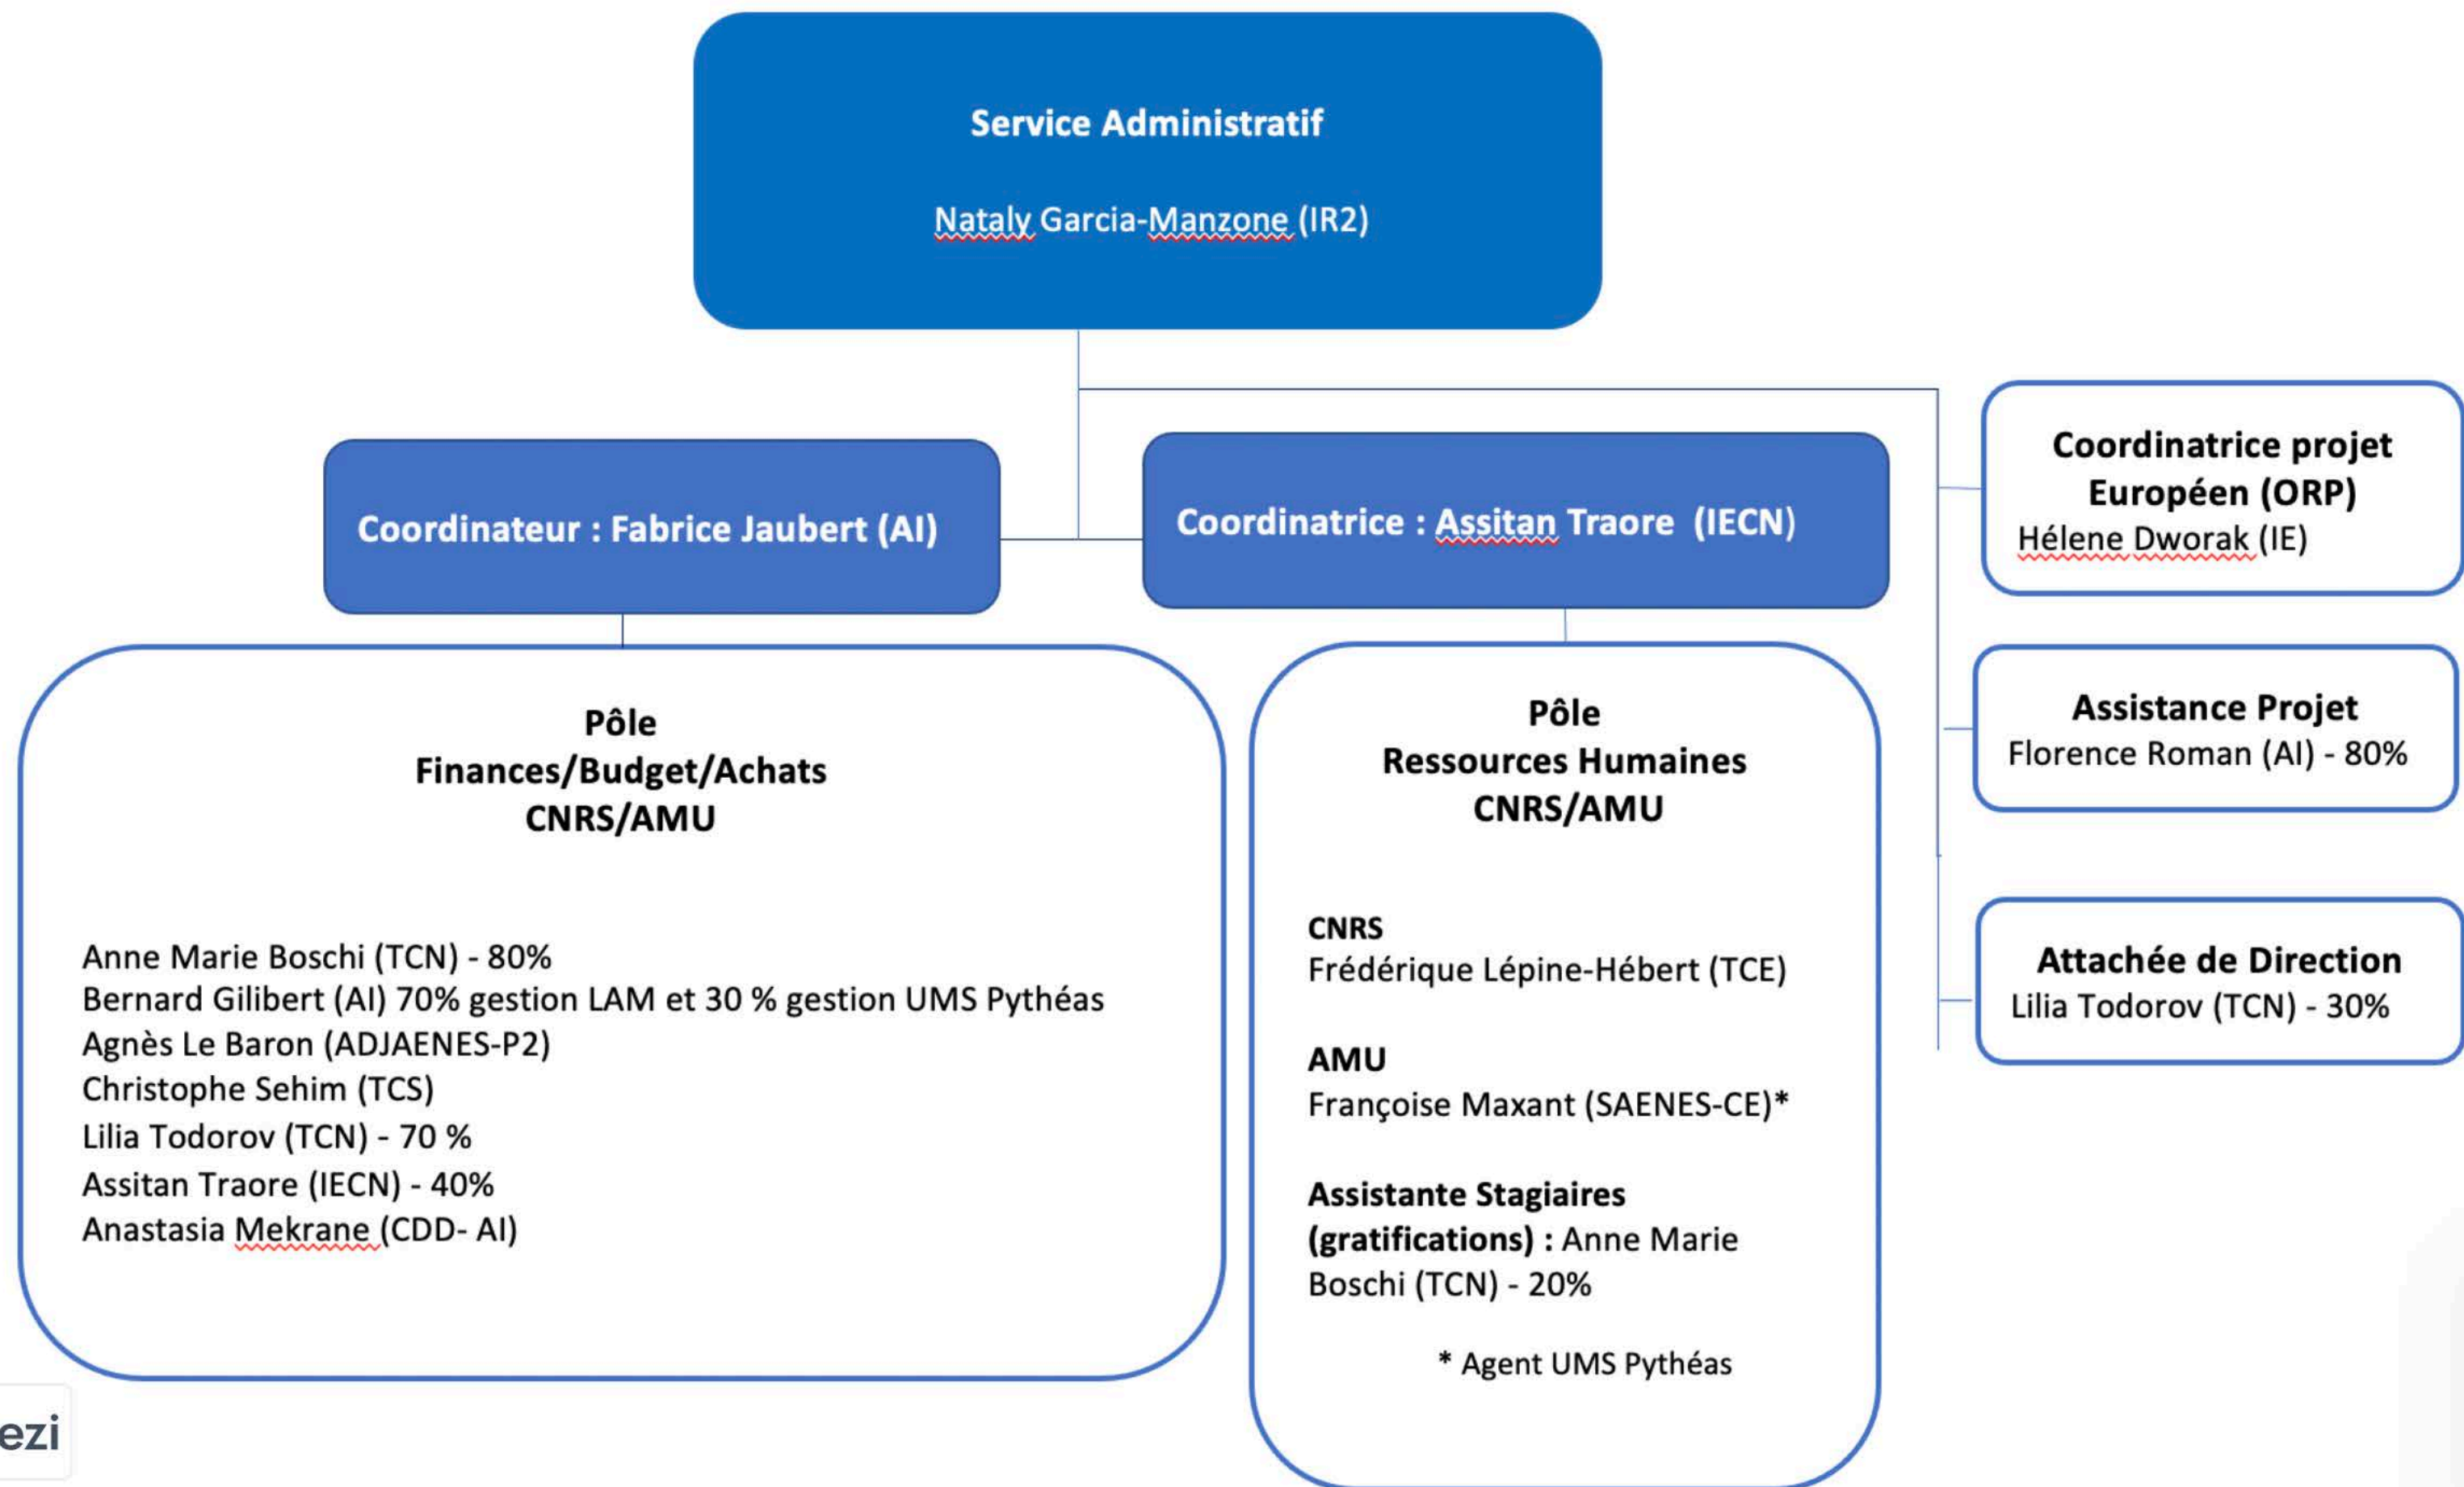 Service Administratif
Nataly Garcia-Manzone (IR2)
Coordinateur : Fabrice Jaubert (AI)
Coordinatrice : Assitan Traore (IECN)
Coordinatrice projet
Européen (ORP)
Hélene Dworak (IE)
Assistance Projet
Florence Roman (AI) - 80%
Attachée de Direction
Lilia Todorov (TCN) - 30%
Pôle
Finances/Budget/Achats
CNRS/AMU
Anne Marie Boschi (TCN) - 80%
Bernard Gilibert (AI) 70% gestion LAM et 30 % gestion UMS Pythéas
Agnès Le Baron (ADJAENES-P2)
Christophe Sehim (TCS)
Lilia Todorov (TCN) - 70 %
Assitan Traore (IECN) - 40%
Anastasia Mekrane (CDD- AI)
Pôle
Ressources Humaines
CNRS/AMU
CNRS
Frédérique Lépine-Hébert (TCE)
AMU
Françoise Maxant (SAENES-CE)*
Assistante Stagiaires
(gratifications) : Anne Marie
Boschi (TCN) - 20%
* Agent UMS Pythéas
ezi